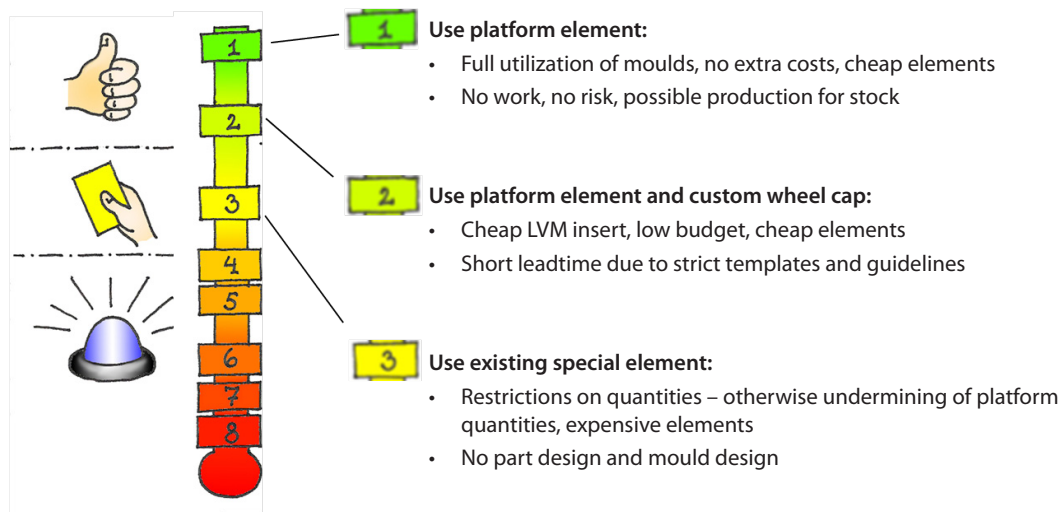 1
2
3
4
5
6
7
8
1 Use platform element:
• Full utilization of moulds, no extra costs, cheap elements
• No work, no risk, possible production for stock
2 Use platform element and custom wheel cap:
• Cheap LVM insert, low budget, cheap elements
• Short leadtime due to strict templates and guidelines
3 Use existing special element:
• Restrictions on quantities – otherwise undermining of platform
quantities, expensive elements
• No part design and mould design